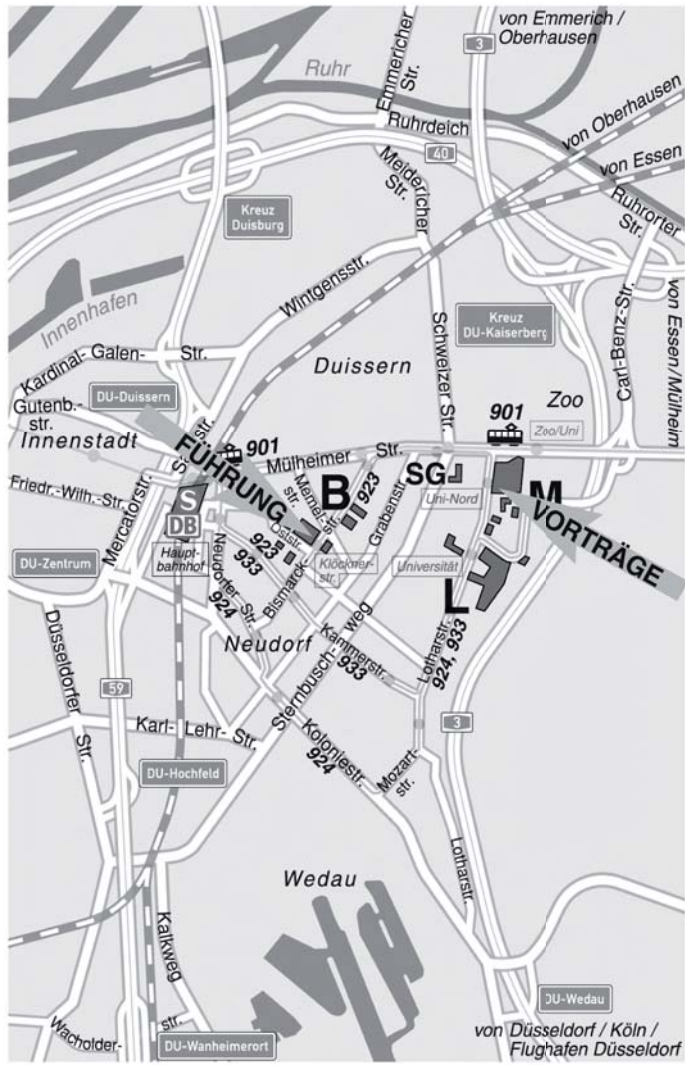 von Emmerich /
Oberhausen
3
Ruhr
Emmericher
Str.
Ruhrdeich
von Oberhausen
40
von Essen
Meidericher
Str.
Ruhrorter
Str.
Kreuz
Duisburg
Innenhafen
Wintgensstr.
Kreuz
DU-Kaiserberg
Carl-Benz-Str.
von Essen/Mülheim
Kardinal-Galen-Str.
Duissern
Schweizer Str.
DU-Duissern
Gutenb.-
str.
Innenstadt
901
Zoo
Zoo/Uni
901
FÜHRUNG
Mülheimer Str.
SG
Uni-Nord
M
VORTRÄGE
B
923
Memel-
str.
Grabenstr.
Friedr.-Wilh.-Str.
Mercatorstr.
S
DB
Haupt-
bahnhof
Oststr.
923
933
Klöckner-
str.
Universität
L
DU-Zentrum
Neudorfer Str.
924
Bismarck-
Neudorf
Sternbusch-
weg
Kammerstr.
933
Lotharstr.
924, 933
Düsseldorfer
Str.
59
3
Karl-Lehr-Str.
Koloniestr.
924
Mozart-
str.
DU-Hochfeld
Lotharstr.
Wedau
Kalkweg
DU-Wedau
Wacholder-
str.
DU-Wanheimerort
von Düsseldorf / Köln /
Flughafen Düsseldorf